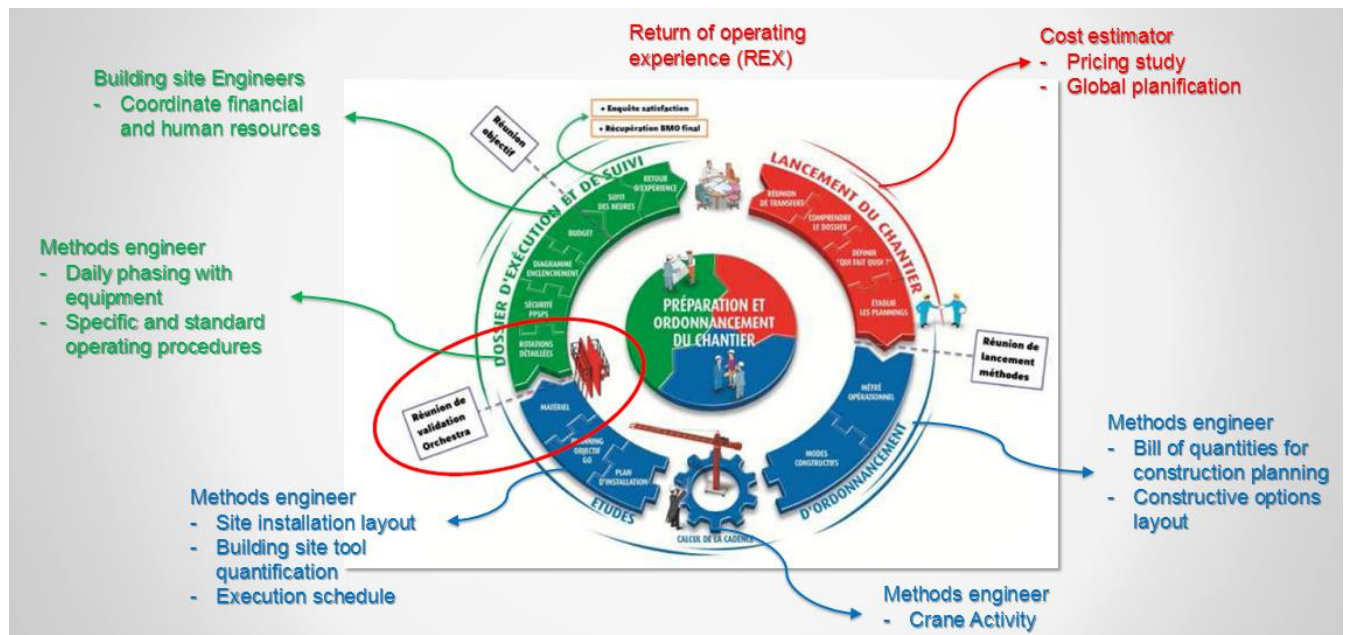 Return of operating
experience (REX)
Cost estimator
- Pricing study
- Global planification
Building site Engineers
- Coordinate financial
and human resources
• Enquête satisfaction
• Récupération BMO final
Réunion
objectif
DOSSIER D'EXÉCUTION ET DE SUIVI
RETOUR
D'EXPÉRIENCE
SUIVI
DES HEURES
BUDGET
DIAGRAMME
ENCLENCHEMENT
SÉCURITÉ
PPSPS
ROTATIONS
DÉTAILLÉES
LANCEMENT DU CHANTIER
RÉUNION
DE TRANSFERTS
COMPRENDRE
LE DOSSIER
DÉFINIR
"QUI FAIT QUOI ?"
ÉTABLIR
LES PLANNINGS
PRÉPARATION ET
ORDONNANCEMENT
DU CHANTIER
Methods engineer
- Daily phasing with
equipment
- Specific and standard
operating procedures
Réunion de
lancement
méthodes
Réunion de
validation
Orchestra
MATÉRIEL
PLANNING
OBJECTIF
GO
PLAN
D'INSTALLATION
ETUDES
MÉTRÉ
OPÉRATIONNEL
MODES
CONSTRUCTIFS
D'ORDONNANCEMENT
CALCUL DE LA CADENCE
Methods engineer
- Bill of quantities for
construction planning
- Constructive options
layout
Methods engineer
- Site installation layout
- Building site tool
quantification
- Execution schedule
Methods engineer
- Crane Activity